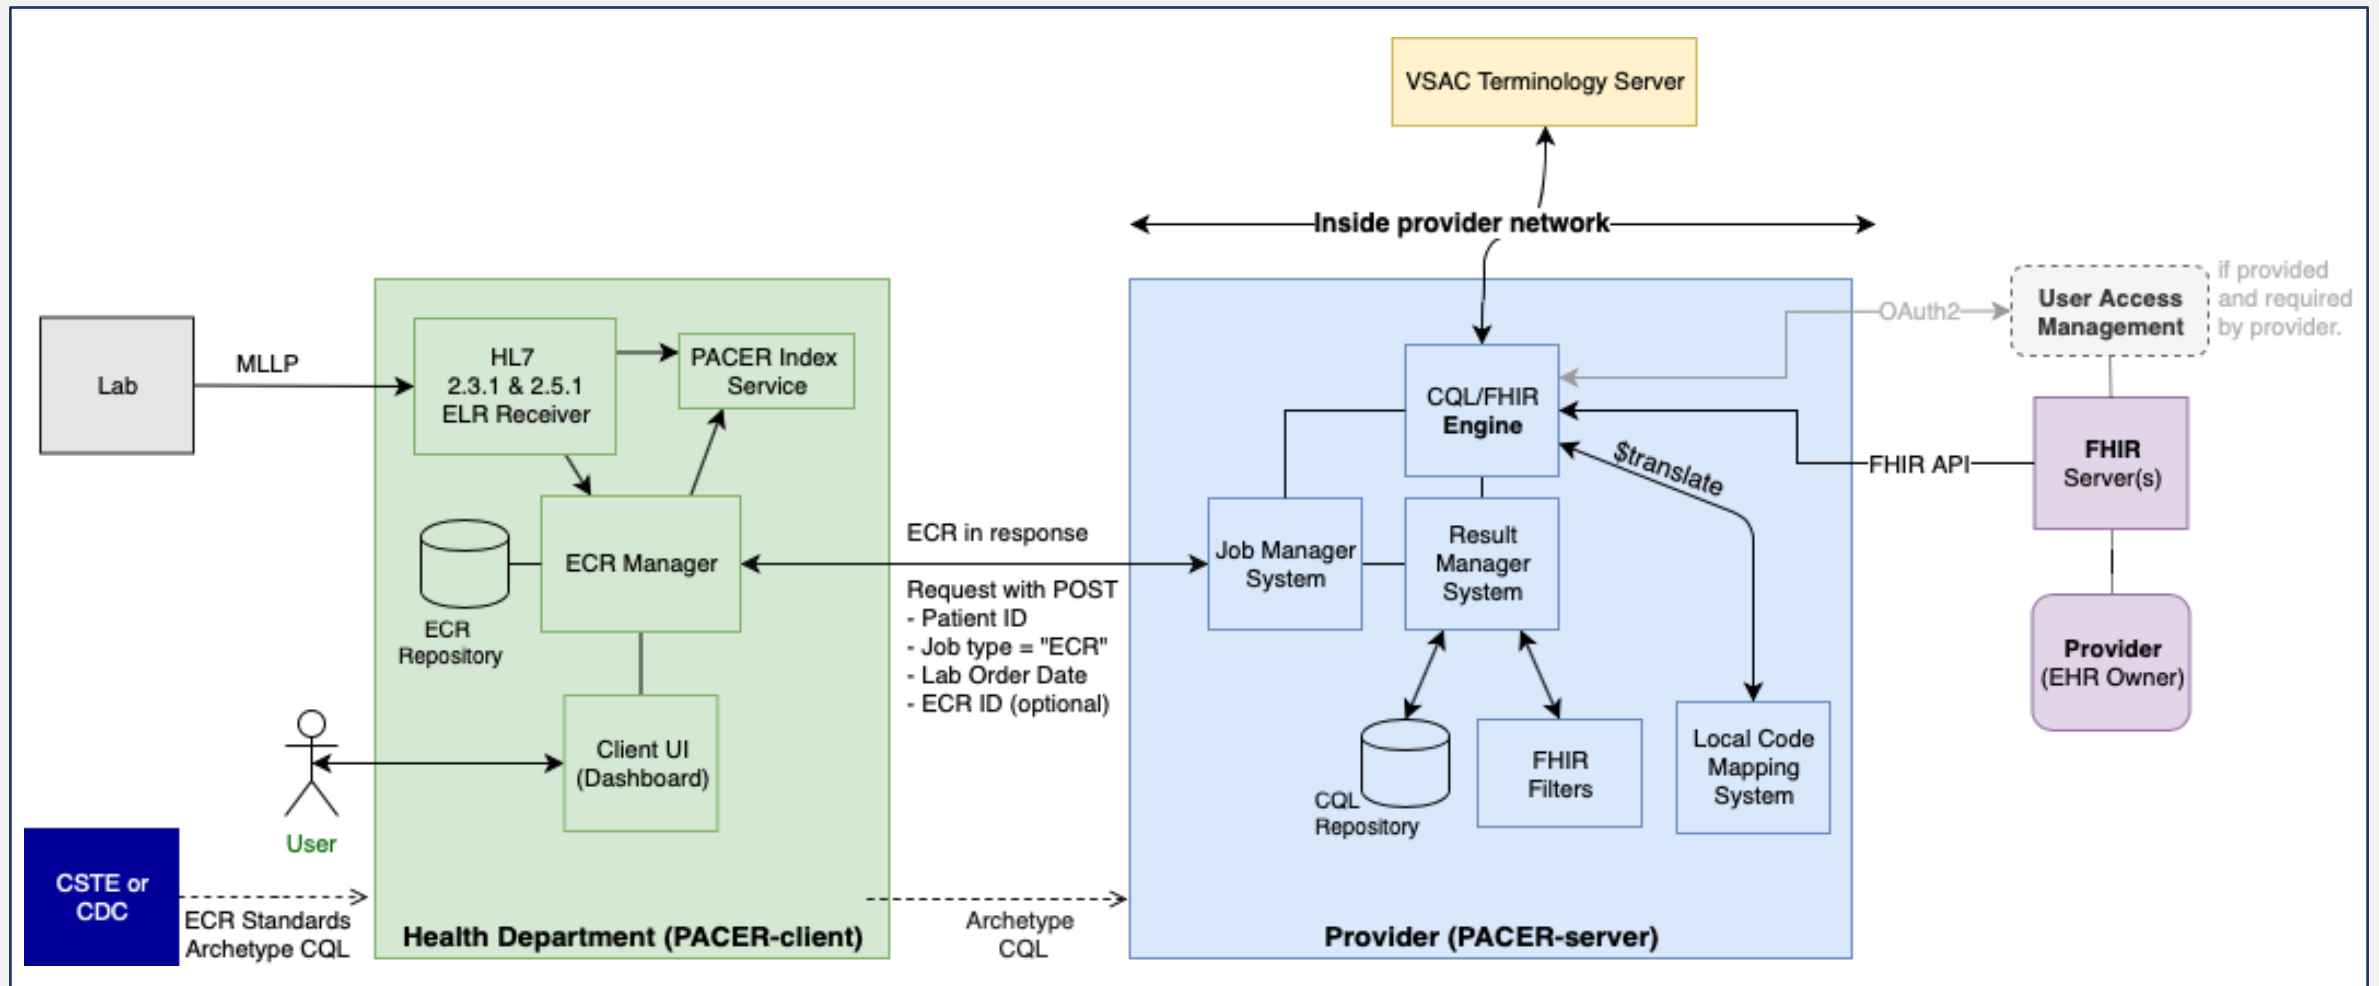 VSAC Terminology Server
Inside provider network
if provided
and required
by provider.
User Access
Management
OAuth2
Lab
MLLP
HL7
2.3.1 & 2.5.1
ELR Receiver
PACER Index
Service
CQL/FHIR
Engine
$translate
FHIR API
FHIR
Server(s)
ECR Manager
ECR
Repository
ECR in response
Request with POST
- Patient ID
- Job type = "ECR"
- Lab Order Date
- ECR ID (optional)
Job Manager
System
Result
Manager
System
Provider
(EHR Owner)
Client UI
(Dashboard)
User
CQL
Repository
FHIR
Filters
Local Code
Mapping
System
CSTE or
CDC
ECR Standards
Archetype CQL
Health Department (PACER-client)
Archetype
CQL
Provider (PACER-server)